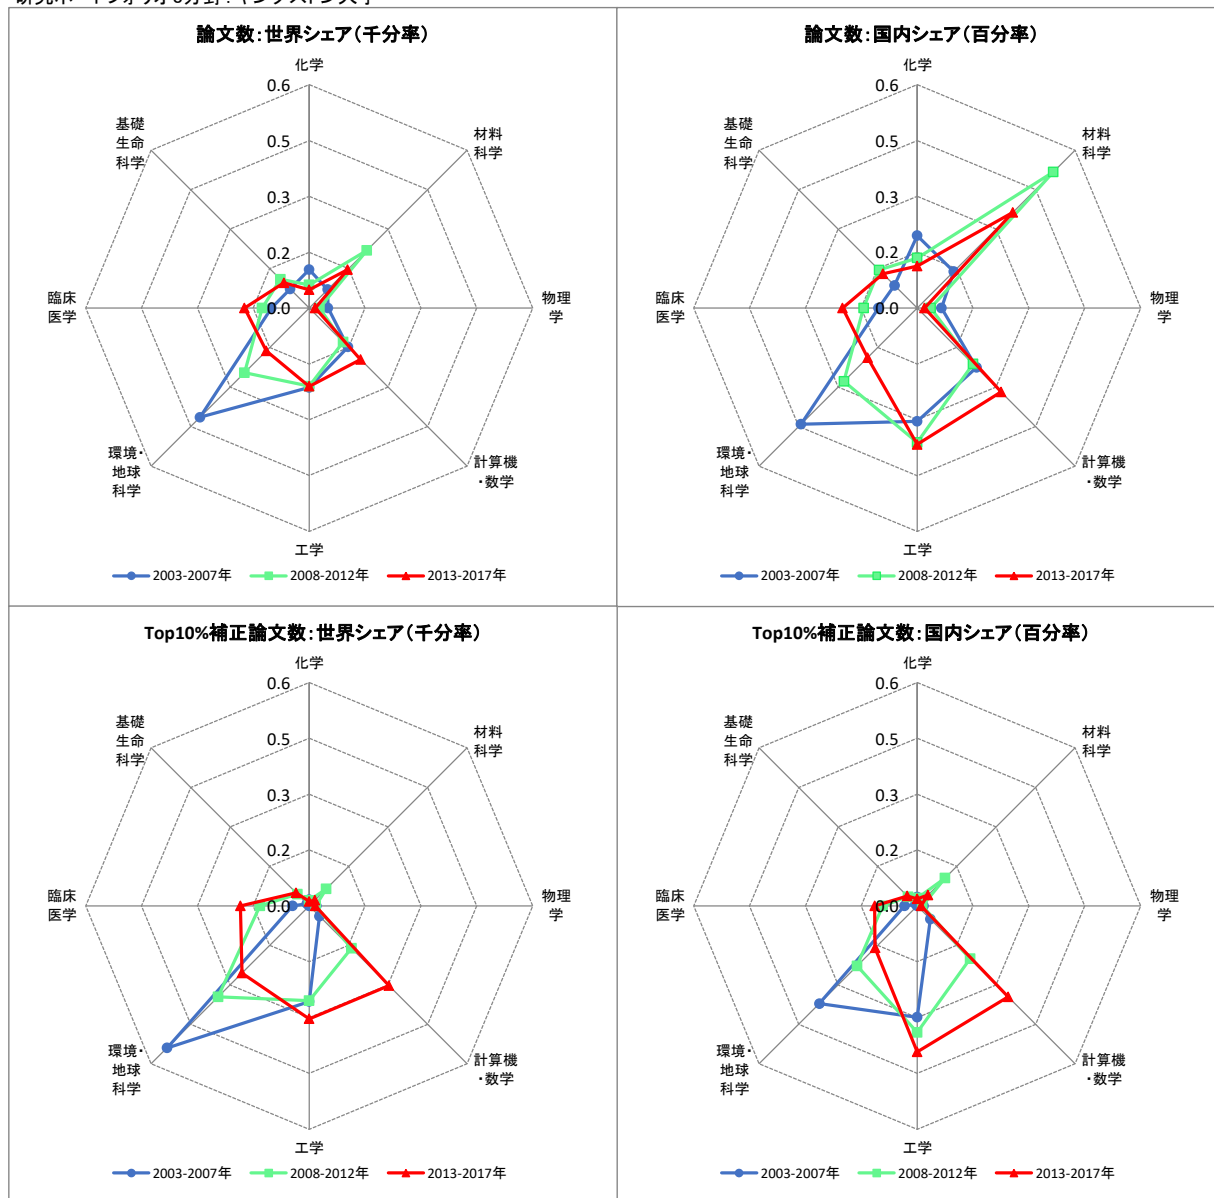 論文数:世界シェア(千分率)
化学
0.6
0.5
0.3
0.2
0.0
材料
科学
物理
学
計算機
・数学
工学
環境・
地球
科学
臨床
医学
基礎
生命
科学
2003-2007年 2008-2012年 2013-2017年
論文数:国内シェア(百分率)
化学
0.6
0.5
0.3
0.2
0.0
材料
科学
物理
学
計算機
・数学
工学
環境・
地球
科学
臨床
医学
基礎
生命
科学
2003-2007年 2008-2012年 2013-2017年
Top10%補正論文数:世界シェア(千分率)
化学
0.6
0.5
0.3
0.2
0.0
材料
科学
物理
学
計算機
・数学
工学
環境・
地球
科学
臨床
医学
基礎
生命
科学
2003-2007年 2008-2012年 2013-2017年
Top10%補正論文数:国内シェア(百分率)
化学
0.6
0.5
0.3
0.2
0.0
材料
科学
物理
学
計算機
・数学
工学
環境・
地球
科学
臨床
医学
基礎
生命
科学
2003-2007年 2008-2012年 2013-2017年